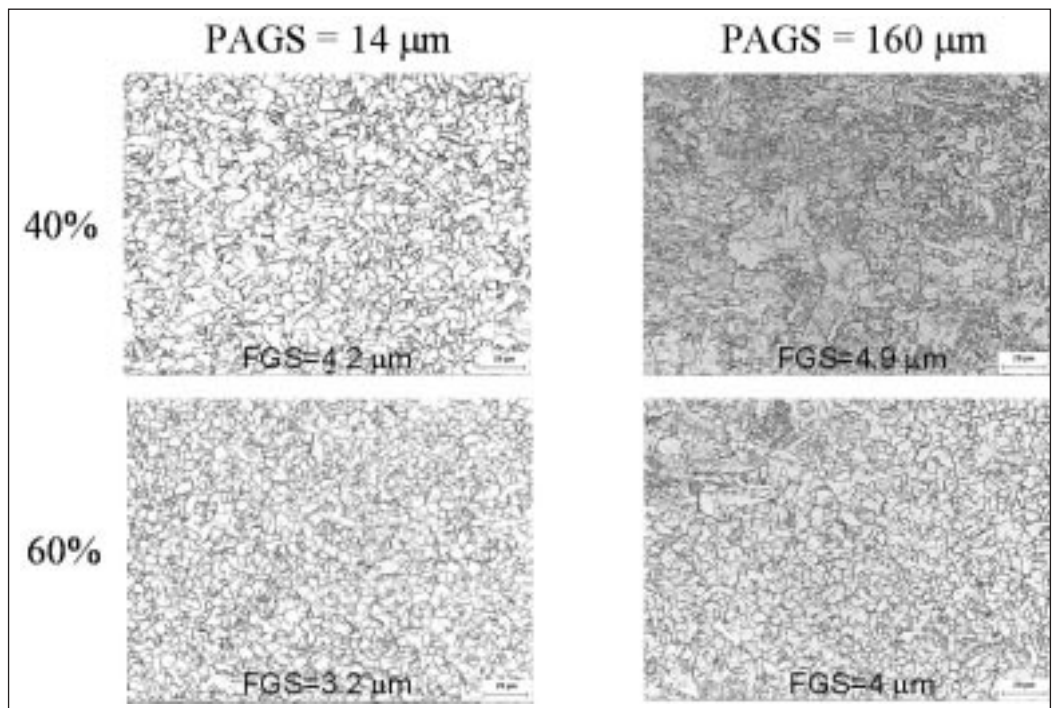 PAGS = 14 μm
PAGS = 160 μm
40%
FGS=4.2 μm
FGS=4.9 μm
60%
FGS=3.2 μm
FGS=4 μm